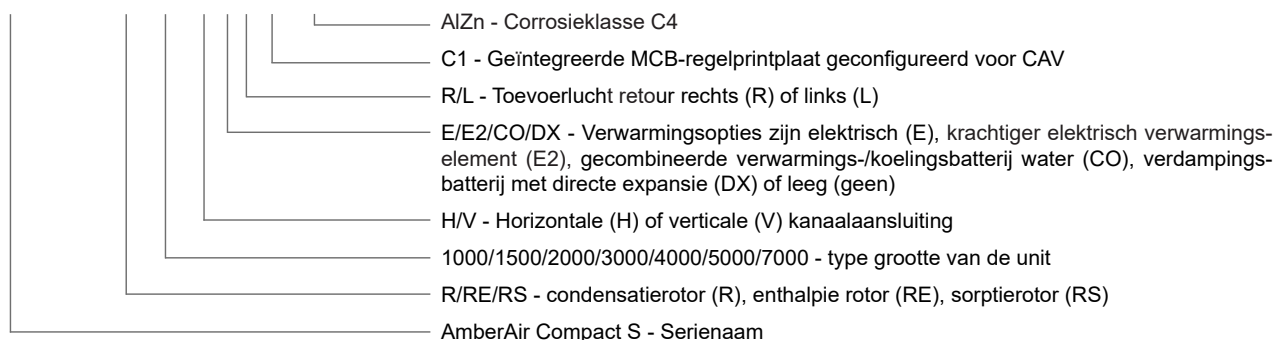 AlZn - Corrosieklasse C4
C1 - Geïntegreerde MCB-regelprintplaat geconfigureerd voor CAV
R/L - Toevoerlucht retour rechts (R) of links (L)
E/E2/CO/DX - Verwarmingsopties zijn elektrisch (E), krachtiger elektrisch verwarmings-
element (E2), gecombineerde verwarmings-/koelingsbatterij water (CO), verdampings-
batterij met directe expansie (DX) of leeg (geen)
H/V - Horizontale (H) of verticale (V) kanaalaansluiting
1000/1500/2000/3000/4000/5000/7000 - type grootte van de unit
R/RE/RS - condensatierotor (R), enthalpie rotor (RE), sorptierotor (RS)
AmberAir Compact S - Serienaam